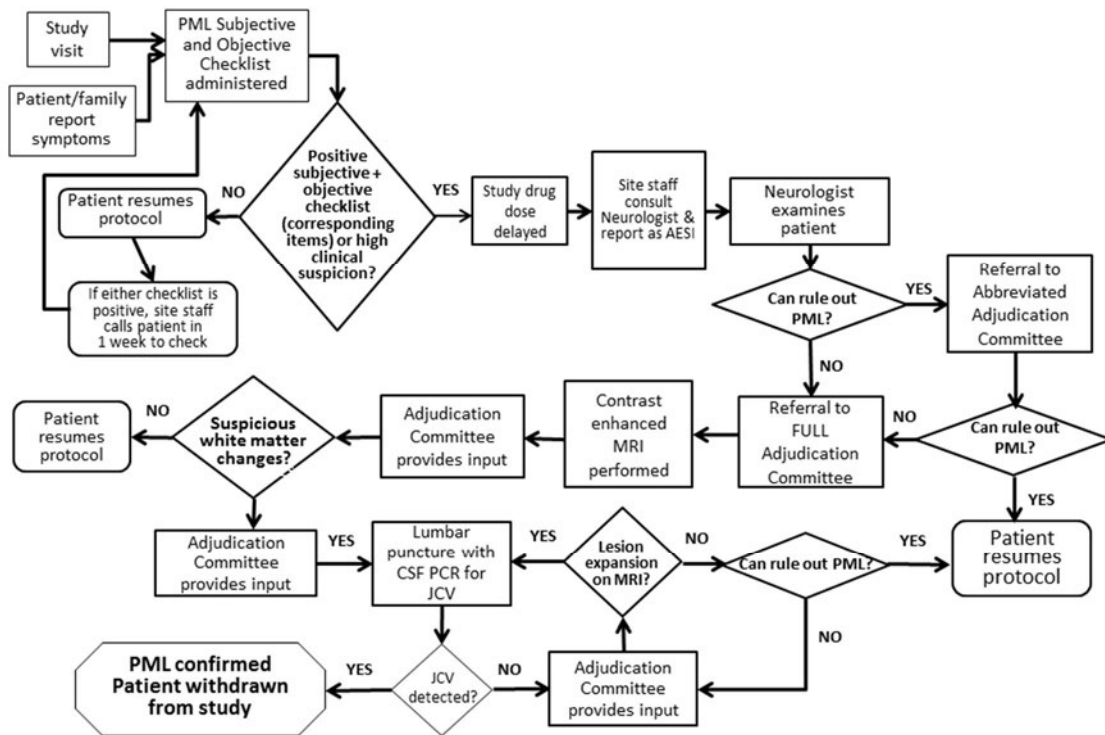 Study
visit
PML Subjective
and Objective
Checklist
administered
Patient/family
report
symptoms
Positive
subjective +
objective
checklist
(corresponding
items) or high
clinical
suspicion?
NO
Patient resumes
protocol
If either checklist is
positive, site staff
calls patient in
1 week to check
YES
Study drug
dose
delayed
Site staff
consult
Neurologist &
report as AESI
Neurologist
examines
patient
Can rule out
PML?
YES
Referral to
Abbreviated
Adjudication
Committee
NO
Can rule out
PML?
NO
YES
Patient
resumes
protocol
Referral to
FULL
Adjudication
Committee
Contrast
enhanced
MRI
performed
Adjudication
Committee
provides input
Suspicious
white matter
changes?
NO
Patient
resumes
protocol
Adjudication
Committee
provides input
YES
Lumbar
puncture with
CSF PCR for
JCV
YES
Lesion
expansion
on MRI?
NO
Can rule out PML?
YES
NO
JCV
detected?
YES
PML confirmed
Patient withdrawn
from study
NO
Adjudication
Committee
provides input